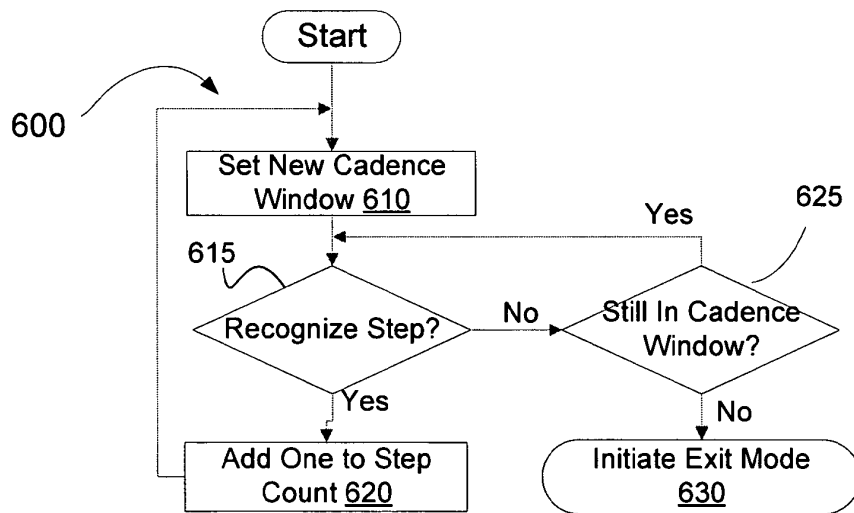 Start
600
Set New Cadence
Window 610
Yes
625
615
Recognize Step?
No
Still In Cadence
Window?
Yes
No
Add One to Step
Count 620
Initiate Exit Mode
630